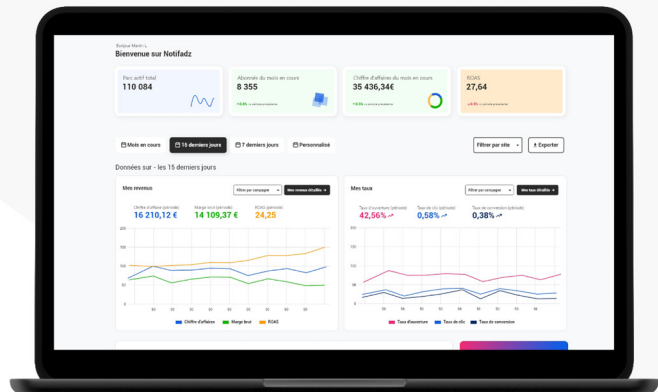 Bienvenue sur Notifadz
Parc actif total
110 084
Abonnés du mois en cours
8 355
Chiffre d'affaires du mois en cours
35 436,34€
ROAS
27,64
Mois en cours
15 derniers jours
7 derniers jours
Personnalisé
Filtrer par site
Exporter
Données sur - les 15 derniers jours
Mes revenus
Filtrer par campagne
Mes revenus détaillés →
Chiffre d'affaire (période)
Marge brut (période)
ROAS (période)
16 210,12 €
14 109,37 €
24,25
Chiffre d'affaires
Marge brut
ROAS
Mes taux
Filtrer par campagne
Mes taux détaillés →
Taux d'ouverture (période)
Taux de clic (période)
Taux de conversion (période)
42,56%
0,58%
0,38%
Taux d'ouverture
Taux de clic
Taux de conversion